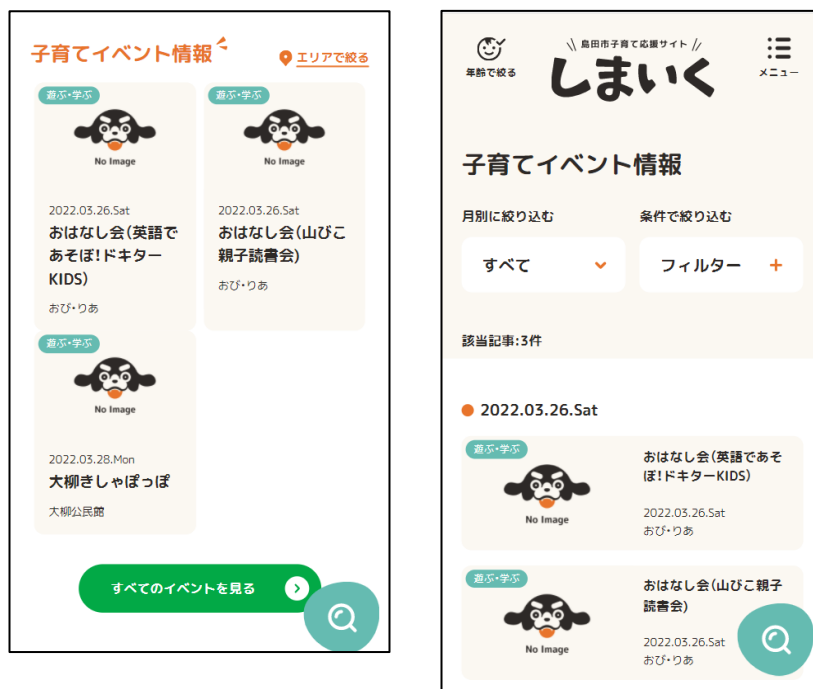 子育てイベント情報
エリアで絞る
遊ぶ・学ぶ
No Image
2022.03.26.Sat
おはなし会(英語で
あそぼ!ドキター
KIDS)
おび・りあ
遊ぶ・学ぶ
No Image
2022.03.26.Sat
おはなし会(山びこ
親子読書会)
おび・りあ
遊ぶ・学ぶ
No Image
2022.03.28.Mon
大柳きしゃぽっぽ
大柳公民館
すべてのイベントを見る
年齢で絞る
島田市子育て応援サイト
しまいく
メニュー
子育てイベント情報
月別に絞り込む
条件で絞り込む
すべて
フィルター
該当記事:3件
2022.03.26.Sat
遊ぶ・学ぶ
No Image
おはなし会(英語であそ
ぼ!ドキターKIDS)
2022.03.26.Sat
おび・りあ
遊ぶ・学ぶ
No Image
おはなし会(山びこ親子
読書会)
2022.03.26.Sat
おび・りあ